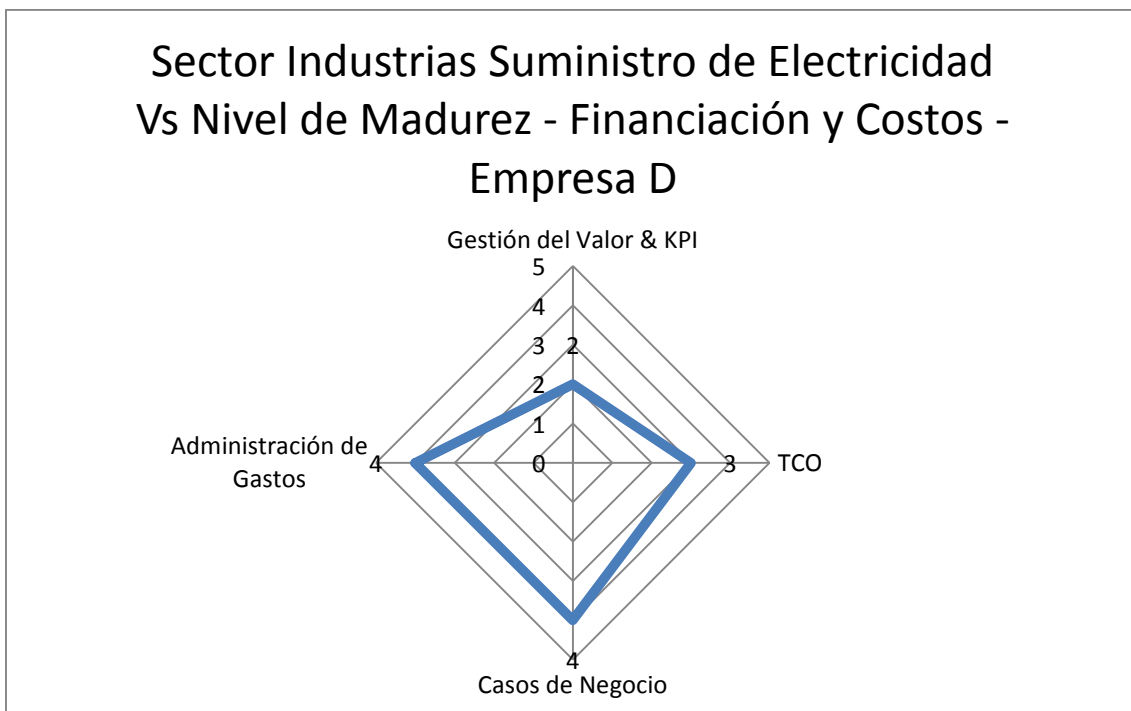 Sector Industrias Suministro de Electricidad
Vs Nivel de Madurez - Financiación y Costos -
Empresa D
Gestión del Valor & KPI
5
4
3 2
2
1
Administración de
Gastos
4 0 3 TCO
4
Casos de Negocio